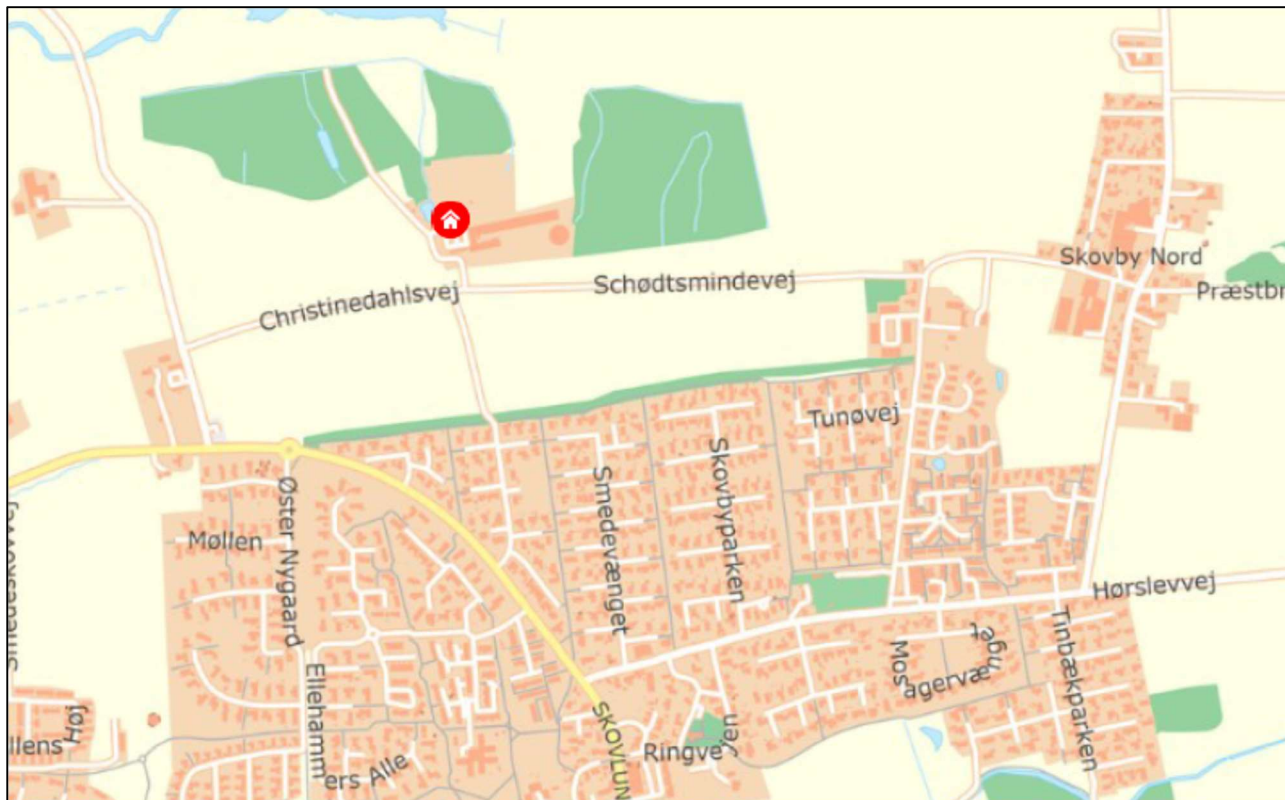 Skovby Nord
Schødtsmindevej
Præstbr
Christinedahlsvej
Tunøvej
Skovbyparken
Smedevænget
Øster Nygaard
Møllen
Hørslevvej
Tinbækparken
Mosagervænget
Ellehammers Alle
SKOVLUN
Ringvej
Høj
llens